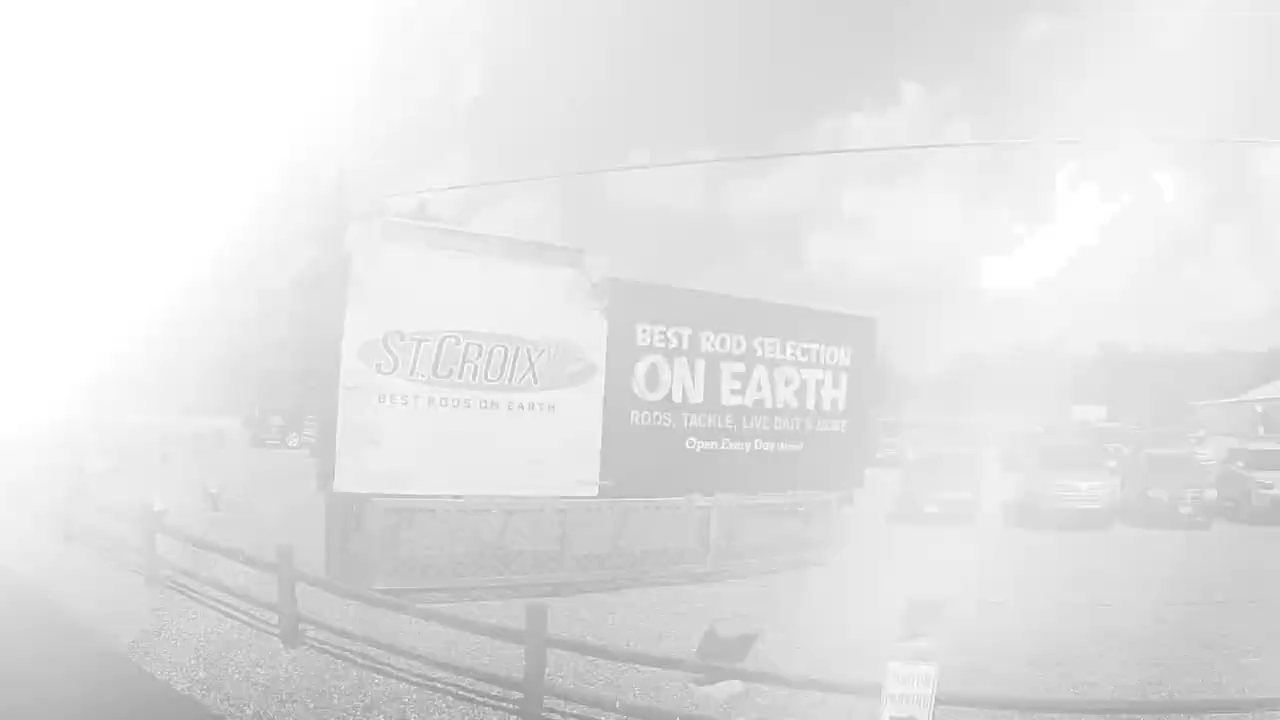 ST.CROIX
BEST RODS ON EARTH
BEST ROD SELECTION
ON EARTH
RODS, TACKLE, LIVE BAIT & MORE
Open Every Day